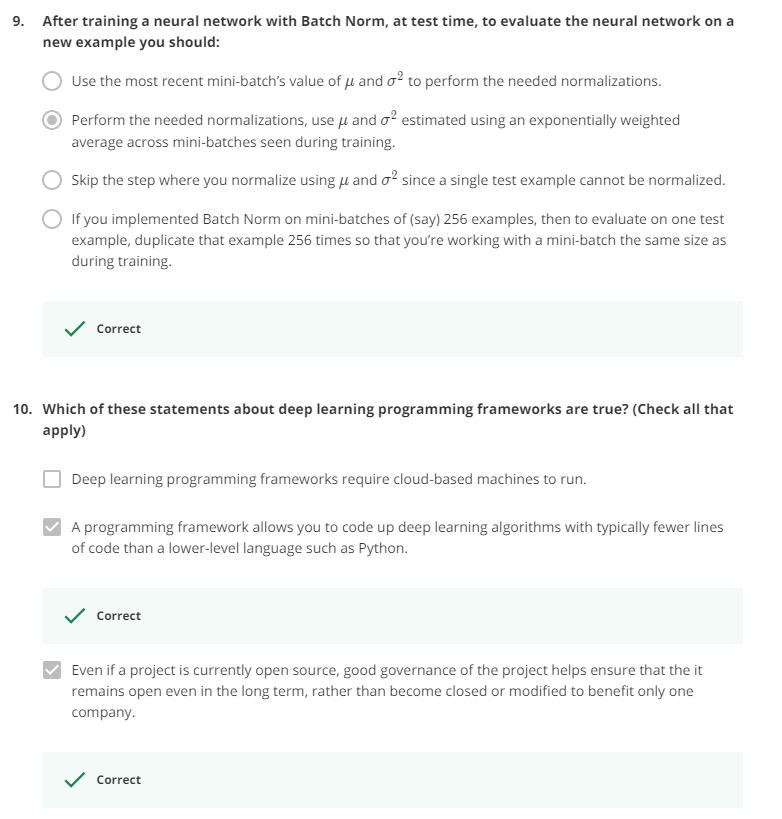 9. After training a neural network with Batch Norm, at test time, to evaluate the neural network on a
new example you should:
Use the most recent mini-batch's value of μ and σ² to perform the needed normalizations.
Perform the needed normalizations, use μ and σ² estimated using an exponentially weighted
average across mini-batches seen during training.
Skip the step where you normalize using μ and σ² since a single test example cannot be normalized.
If you implemented Batch Norm on mini-batches of (say) 256 examples, then to evaluate on one test
example, duplicate that example 256 times so that you're working with a mini-batch the same size as
during training.
Correct
10. Which of these statements about deep learning programming frameworks are true? (Check all that
apply)
Deep learning programming frameworks require cloud-based machines to run.
A programming framework allows you to code up deep learning algorithms with typically fewer lines
of code than a lower-level language such as Python.
Correct
Even if a project is currently open source, good governance of the project helps ensure that the it
remains open even in the long term, rather than become closed or modified to benefit only one
company.
Correct